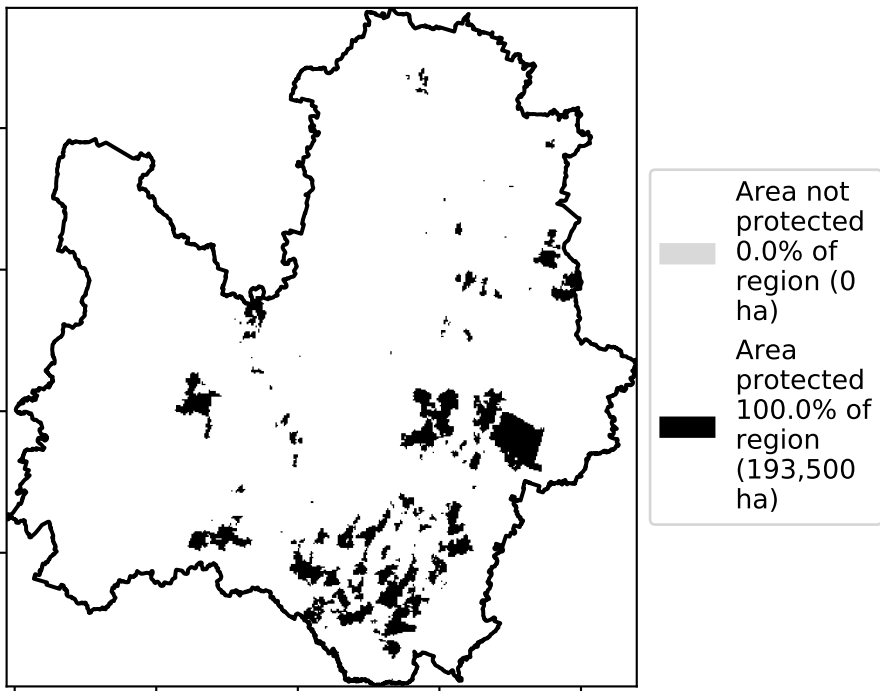 Area not
protected
0.0% of
region (0
ha)
Area
protected
100.0% of
region
(193,500
ha)